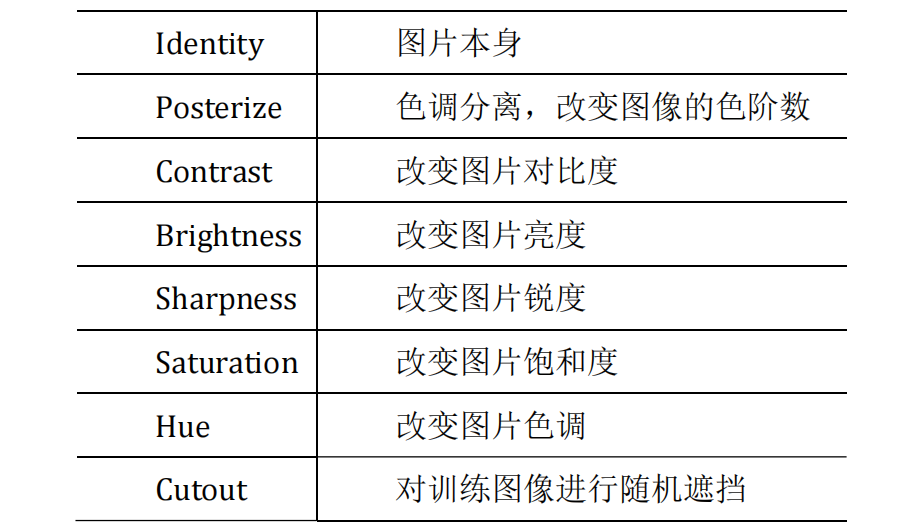 Identity 图片本身
Posterize 色调分离，改变图像的色阶数
Contrast 改变图片对比度
Brightness 改变图片亮度
Sharpness 改变图片锐度
Saturation 改变图片饱和度
Hue 改变图片色调
Cutout 对训练图像进行随机遮挡